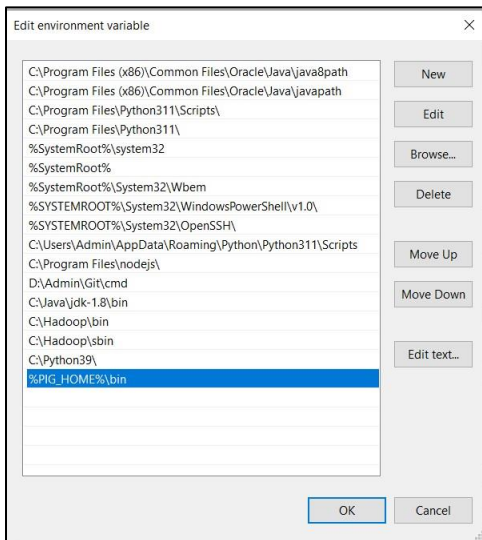 Edit environment variable
C:\Program Files (x86)\Common Files\Oracle\Java\java8path
C:\Program Files (x86)\Common Files\Oracle\Java\javapath
C:\Program Files\Python311\Scripts\
C:\Program Files\Python311\
%SystemRoot%\system32
%SystemRoot%
%SystemRoot%\System32\Wbem
%SYSTEMROOT%\System32\WindowsPowerShell\v1.0\
%SYSTEMROOT%\System32\OpenSSH\
C:\Users\Admin\AppData\Roaming\Python\Python311\Scripts
C:\Program Files\nodejs\
D:\Admin\Git\cmd
C:\Java\jdk-1.8\bin
C:\Hadoop\bin
C:\Hadoop\sbin
C:\Python39\
%PIG_HOME%\bin
New
Edit
Browse...
Delete
Move Up
Move Down
Edit text...
OK
Cancel